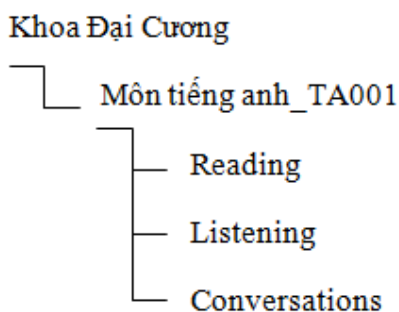 Khoa Đại Cương
Môn tiếng anh_TA001
Reading
Listening
Conversations